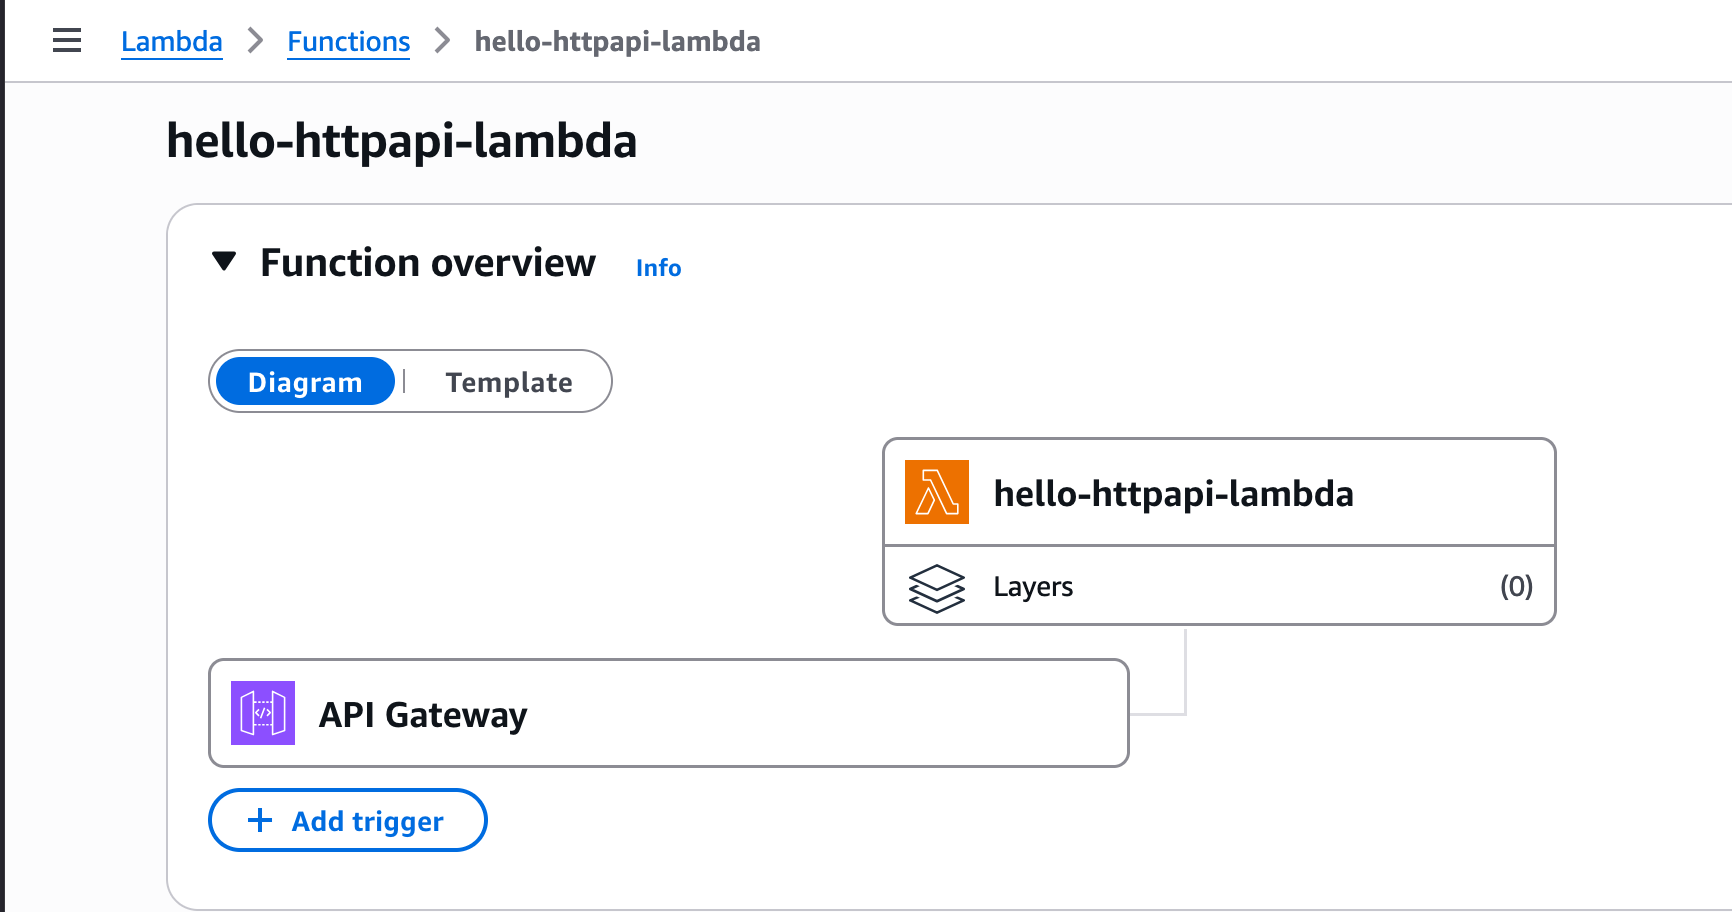 Lambda > Functions > hello-httpapi-lambda
hello-httpapi-lambda
Function overview Info
Diagram | Template
hello-httpapi-lambda
Layers (0)
API Gateway
+ Add trigger